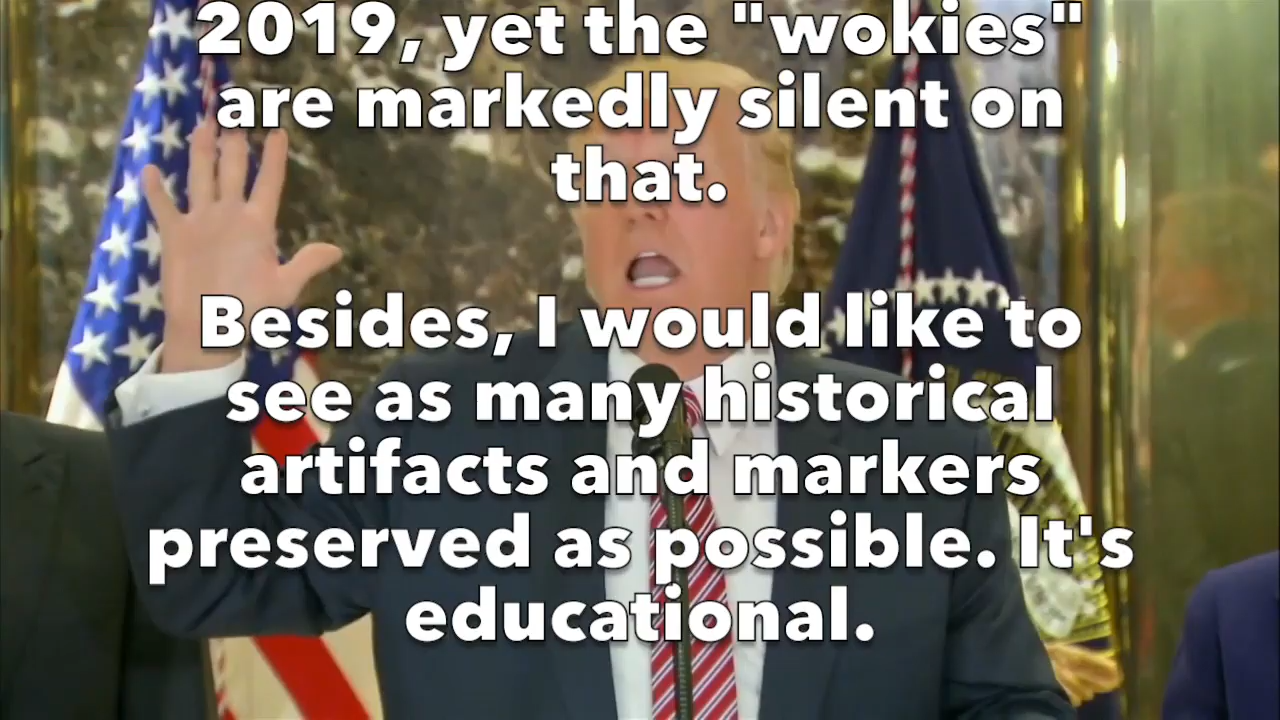 2019, yet the "wokies"
are markedly silent on
that.
Besides, I would like to
see as many historical
artifacts and markers
preserved as possible. It's
educational.